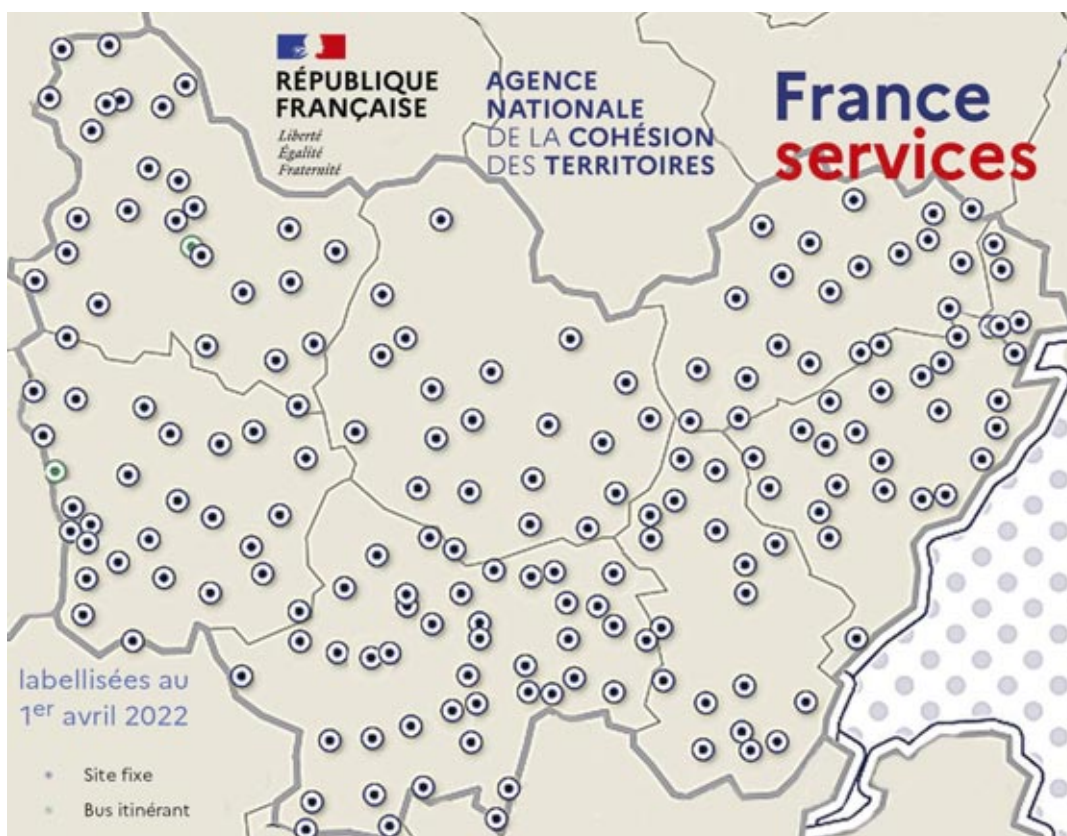 RÉPUBLIQUE
FRANÇAISE
Liberté
Égalité
Fraternité
AGENCE
NATIONALE
DE LA COHÉSION
DES TERRITOIRES
France
services
labellisées au
1er avril 2022
Site fixe
Bus itinérant